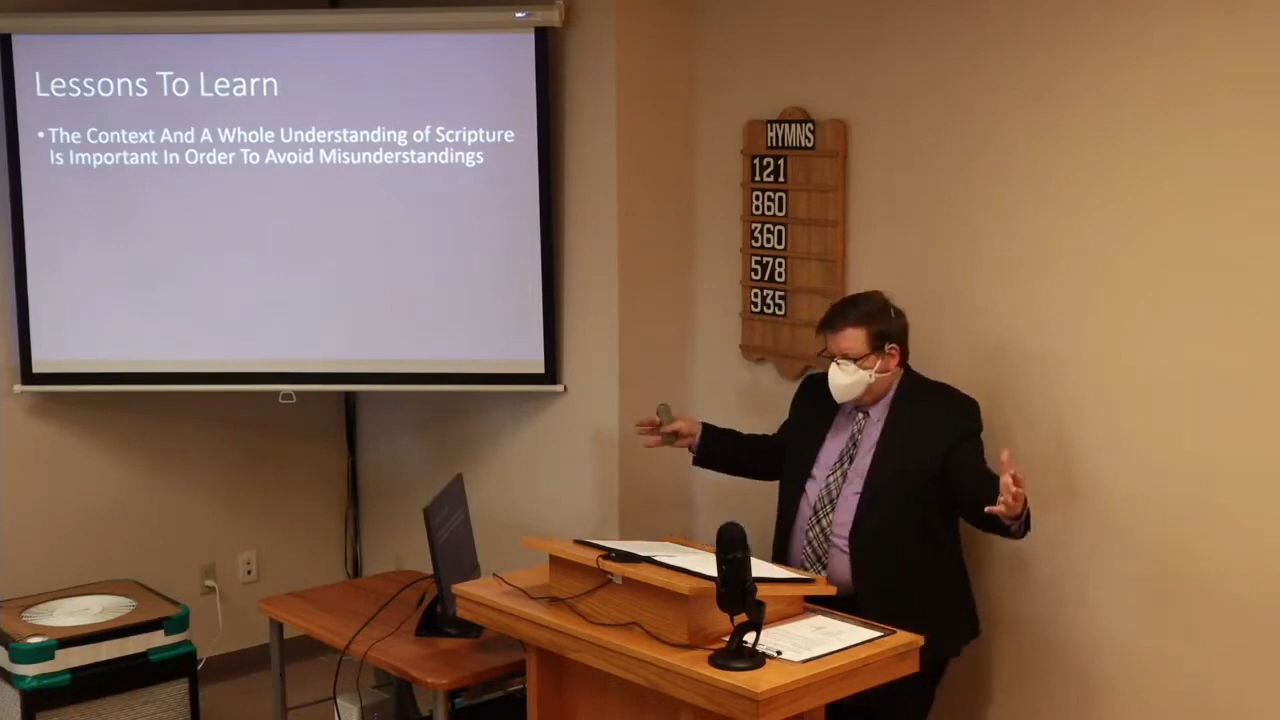 Lessons To Learn
• The Context And A Whole Understanding of Scripture
Is Important In Order To Avoid Misunderstandings
HYMNS
121
860
360
578
935